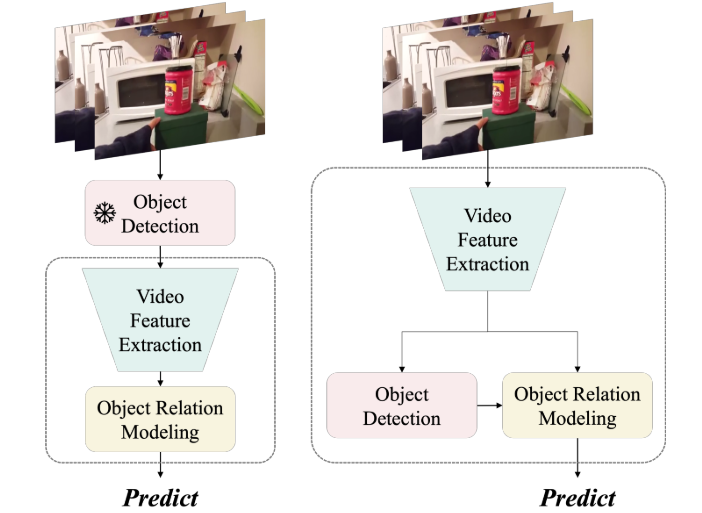 Object
Detection
Video
Feature
Extraction
Object Relation
Modeling
Predict
Video
Feature
Extraction
Object
Detection
Object Relation
Modeling
Predict